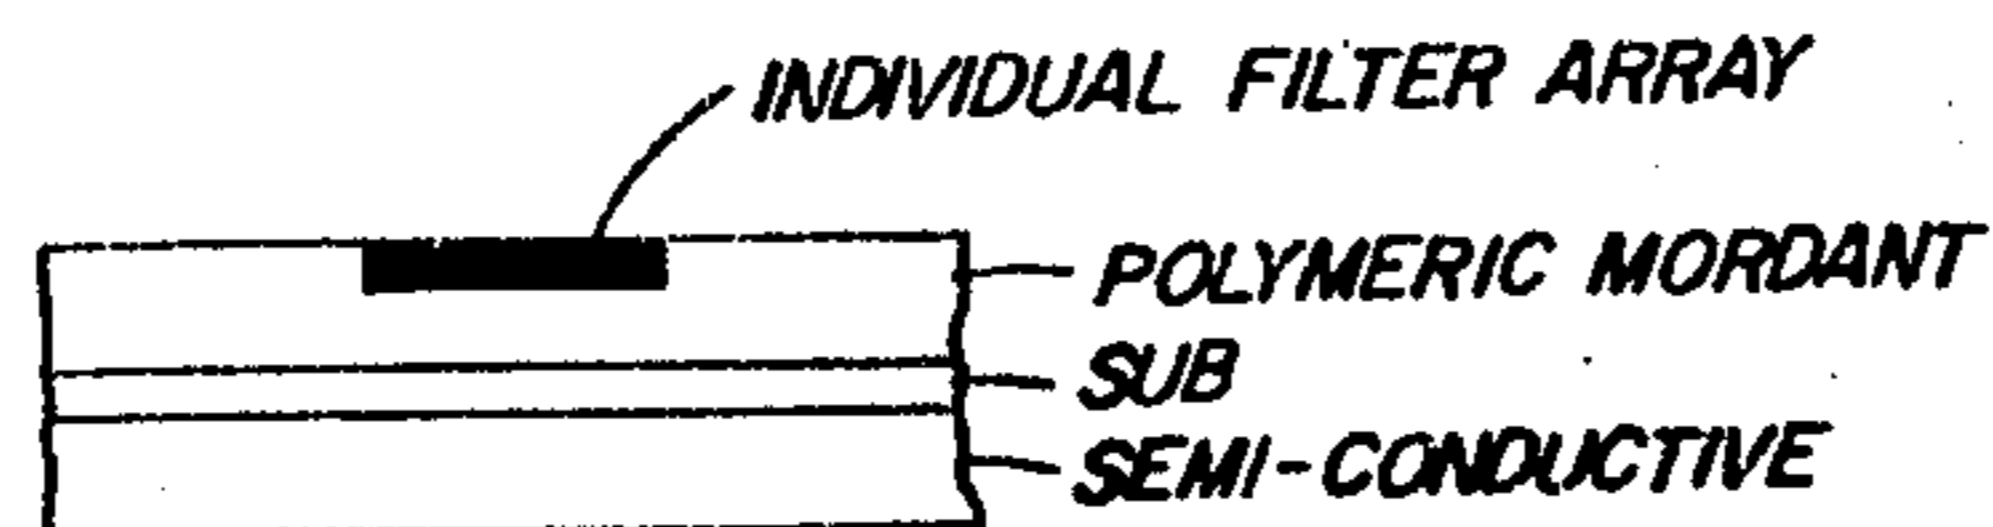 INDIVIDUAL FILTER ARRAY
POLYMERIC MORDANT
SUB
SEMI-CONDUCTIVE